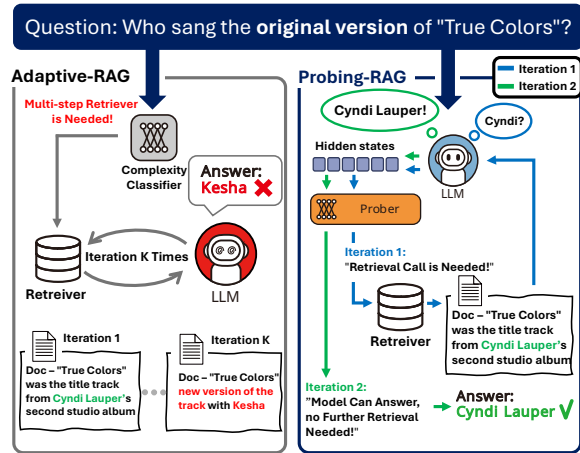 Question: Who sang the original version of "True Colors"?
Adaptive-RAG
Multi-step Retriever
is Needed!
Complexity
Classifier
Answer:
Kesha
Iteration K Times
Retreiver
LLM
Iteration 1
Doc – "True Colors"
was the title track
from Cyndi Lauper's
second studio album
Iteration K
Doc – "True Colors"
new version of the
track with Kesha
Probing-RAG
Iteration 1
Iteration 2
Cyndi Lauper!
Cyndi?
Hidden states
LLM
Prober
Iteration 1:
"Retrieval Call is Needed!"
Retreiver
Doc – "True Colors"
was the title track
from Cyndi Lauper's
second studio album
Iteration 2:
"Model Can Answer,
no Further Retrieval
Needed!"
Answer:
Cyndi Lauper